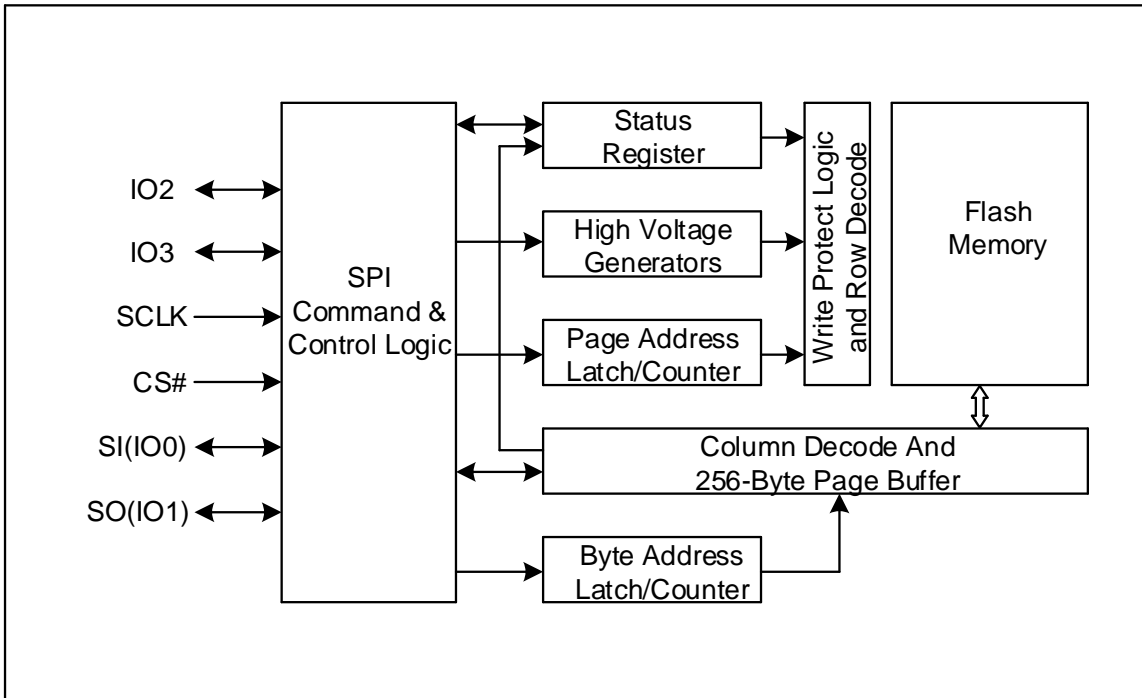 IO2
IO3
SCLK
CS#
SI(IO0)
SO(IO1)
SPI
Command &
Control Logic
Status
Register
High Voltage
Generators
Page Address
Latch/Counter
Write Protect Logic
and Row Decode
Flash
Memory
Column Decode And
256-Byte Page Buffer
Byte Address
Latch/Counter